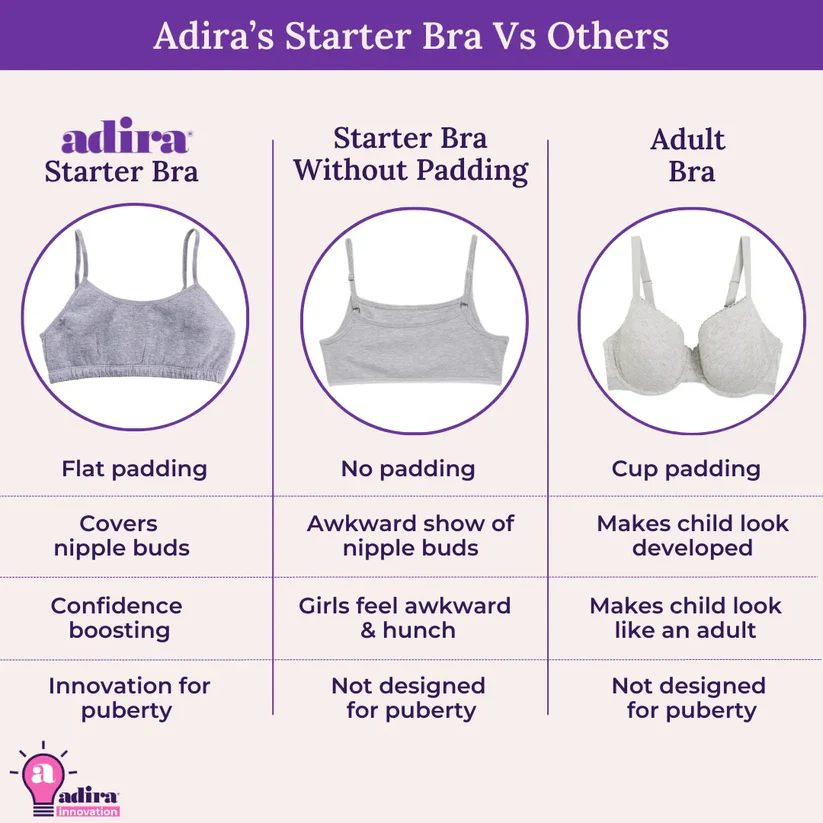 Adira's Starter Bra Vs Others
adira®
Starter Bra
Starter Bra
Without Padding
Adult
Bra
Flat padding
No padding
Cup padding
Covers
nipple buds
Awkward show of
nipple buds
Makes child look
developed
Confidence
boosting
Girls feel awkward
& hunch
Makes child look
like an adult
Innovation for
puberty
Not designed
for puberty
Not designed
for puberty
a
adira®
innovation